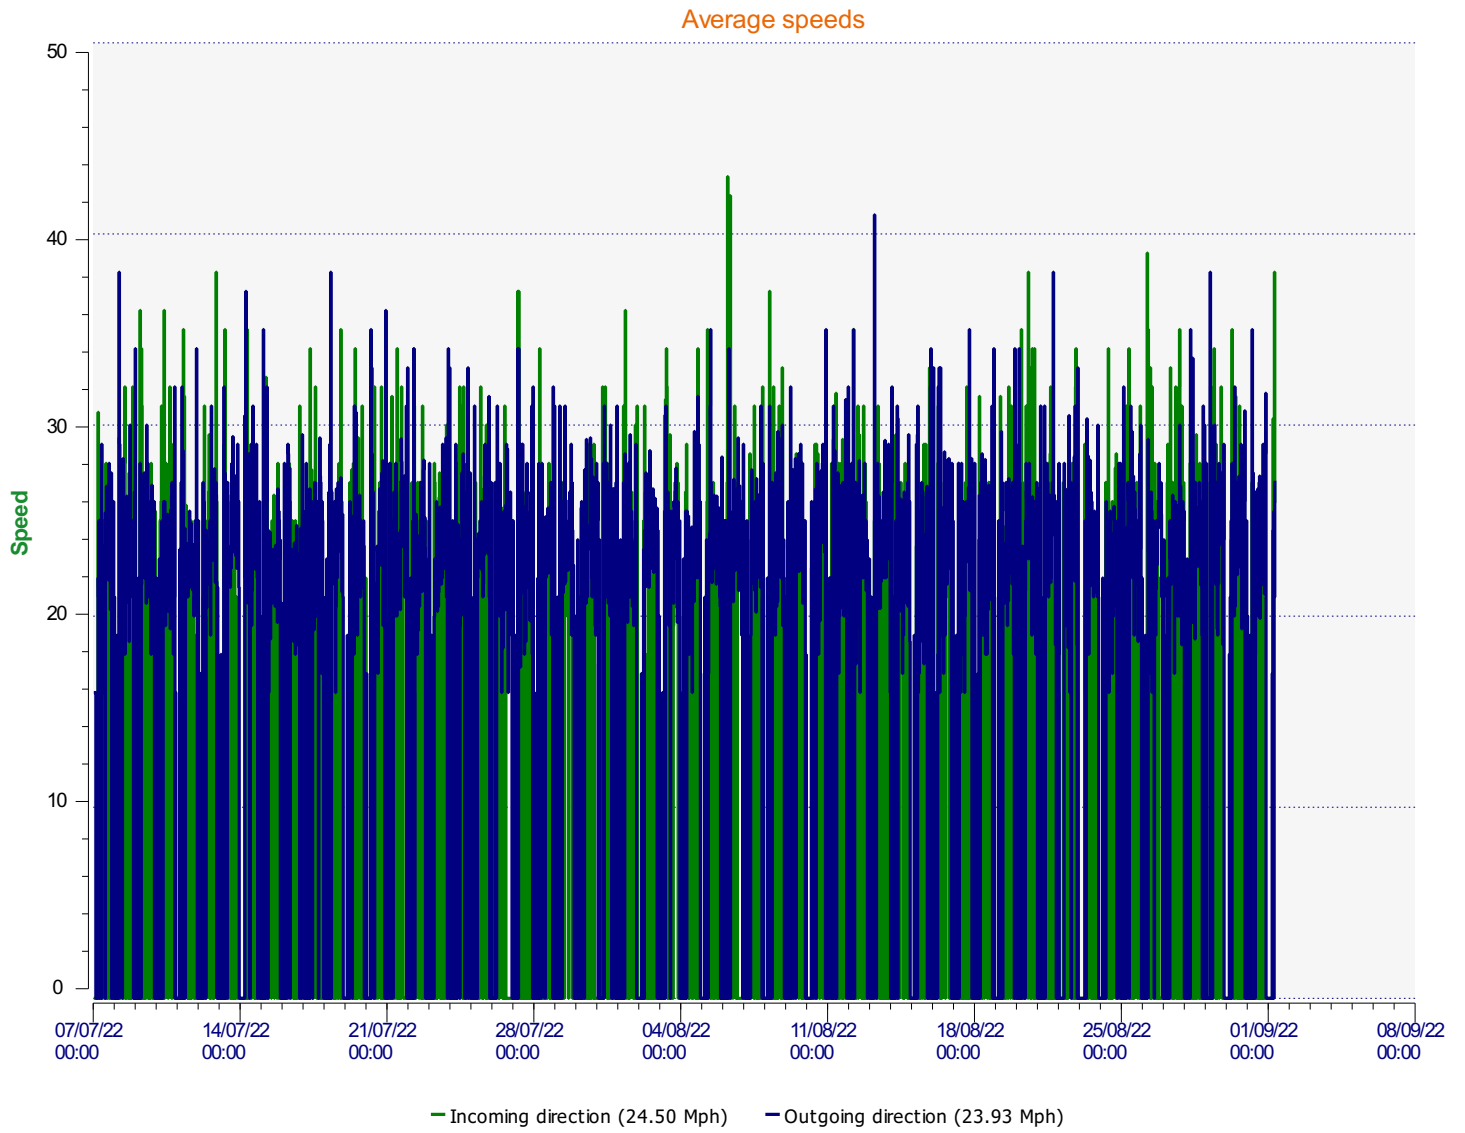 Average speeds
50
40
30
20
10
0
Speed
07/07/22 14/07/22 21/07/22 28/07/22 04/08/22 11/08/22 18/08/22 25/08/22 01/09/22 08/09/22
00:00 00:00 00:00 00:00 00:00 00:00 00:00 00:00 00:00 00:00
Incoming direction (24.50 Mph) Outgoing direction (23.93 Mph)